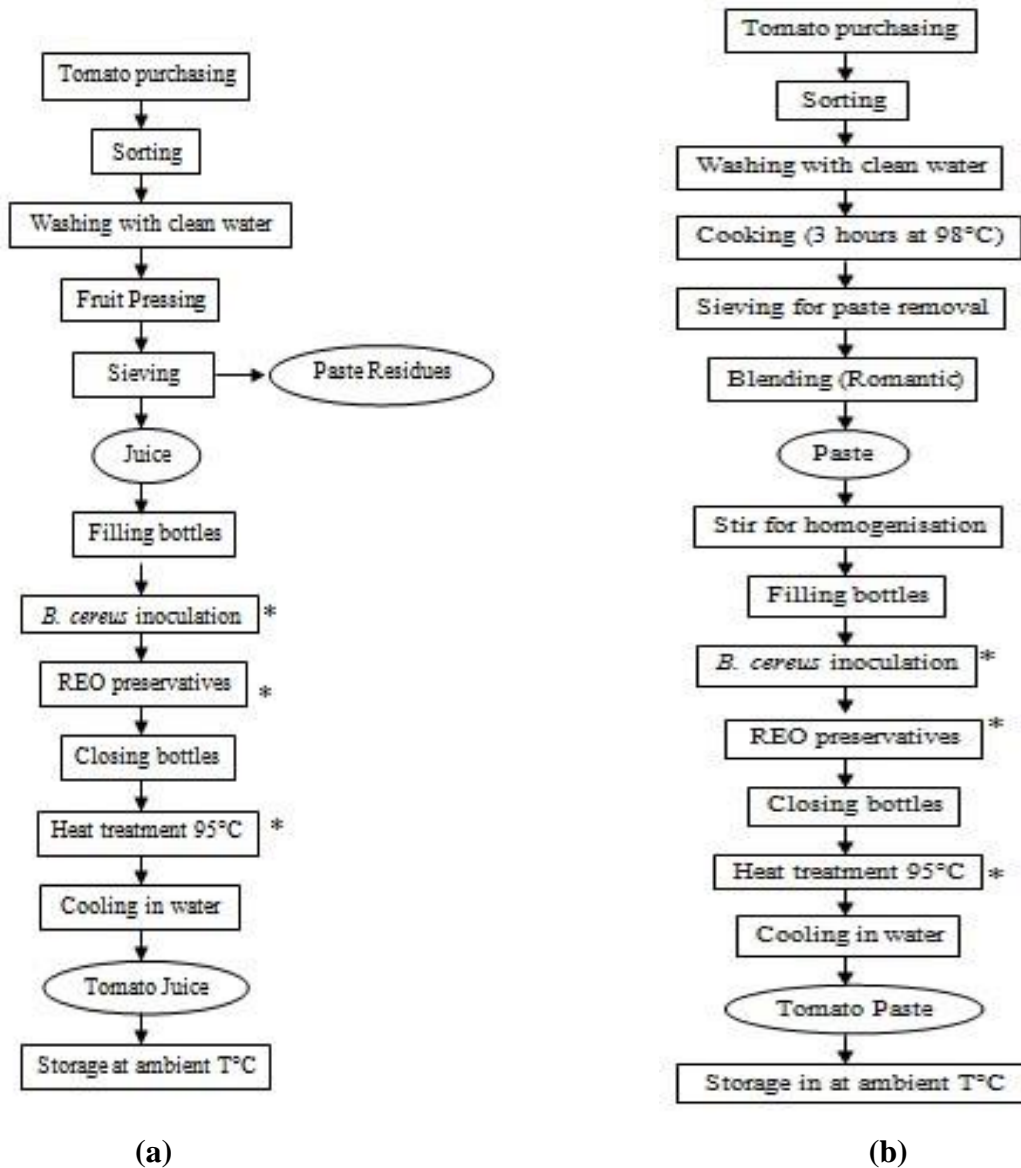 Tomato purchasing
Sorting
Washing with clean water
Fruit Pressing
Sieving
Paste Residues
Juice
Filling bottles
B. cereus inoculation *
REO preservatives *
Closing bottles
Heat treatment 95°C *
Cooling in water
Tomato Juice
Storage at ambient T°C
(a)
Tomato purchasing
Sorting
Washing with clean water
Cooking (3 hours at 98°C)
Sieving for paste removal
Blending (Romantic)
Paste
Stir for homogenisation
Filling bottles
B. cereus inoculation *
REO preservatives *
Closing bottles
Heat treatment 95°C *
Cooling in water
Tomato Paste
Storage in at ambient T°C
(b)